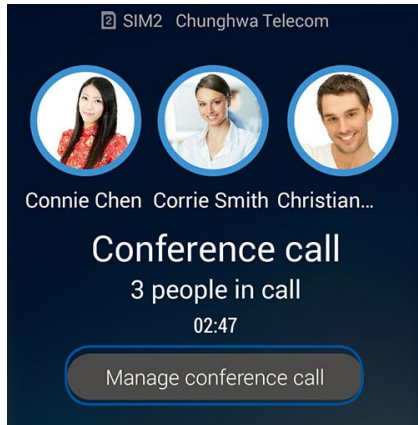 2 SIM2 Chunghwa Telecom
Connie Chen Corrie Smith Christian...
Conference call
3 people in call
02:47
Manage conference call